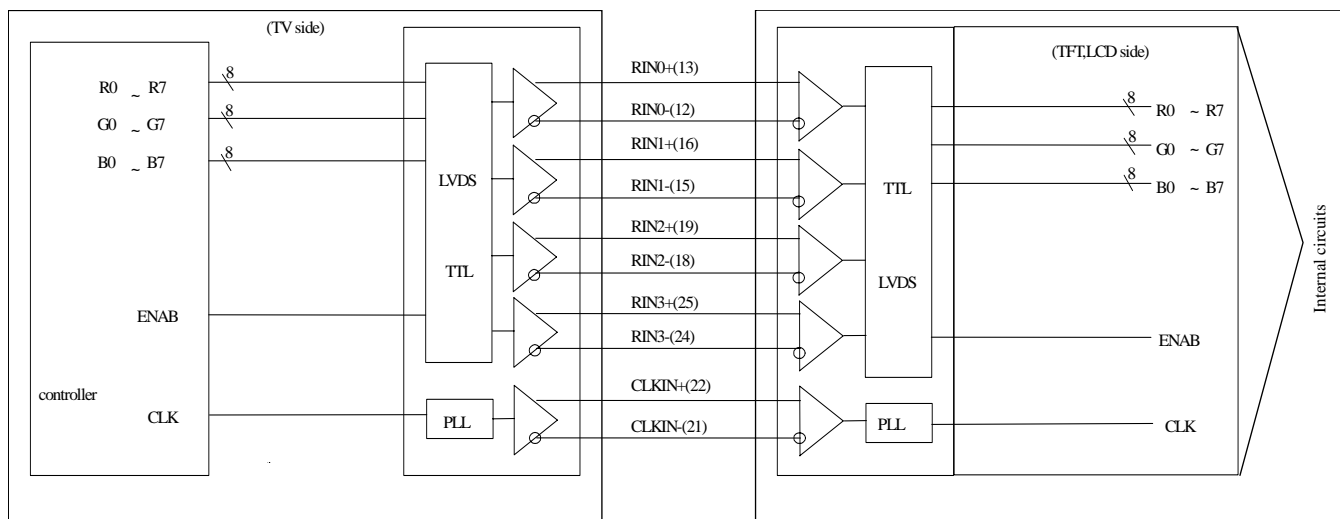 (TV side)
controller
R0 ~ R7
G0 ~ G7
B0 ~ B7
ENAB
CLK
8
8
8
LVDS
TTL
PLL
RIN0+(13)
RIN0-(12)
RIN1+(16)
RIN1-(15)
RIN2+(19)
RIN2-(18)
RIN3+(25)
RIN3-(24)
CLKIN+(22)
CLKIN-(21)
TTL
LVDS
PLL
(TFT,LCD side)
8
R0 ~ R7
8
G0 ~ G7
8
B0 ~ B7
ENAB
CLK
Internal circuits